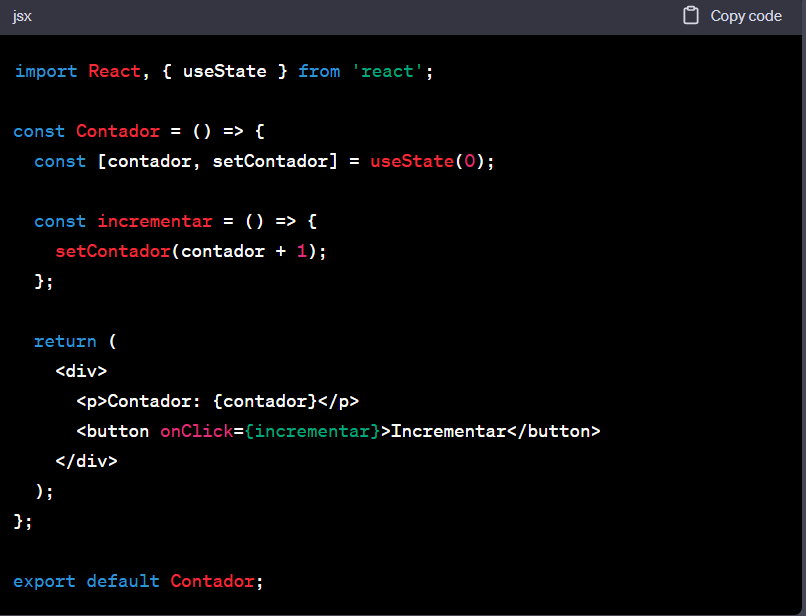 jsx
Copy code
import React, { useState } from 'react';
const Contador = () => {
const [contador, setContador] = useState(0);
const incrementar = () => {
setContador(contador + 1);
};
return (
<div>
<p>Contador: {contador}</p>
<button onClick={incrementar}>Incrementar</button>
</div>
);
};
export default Contador;